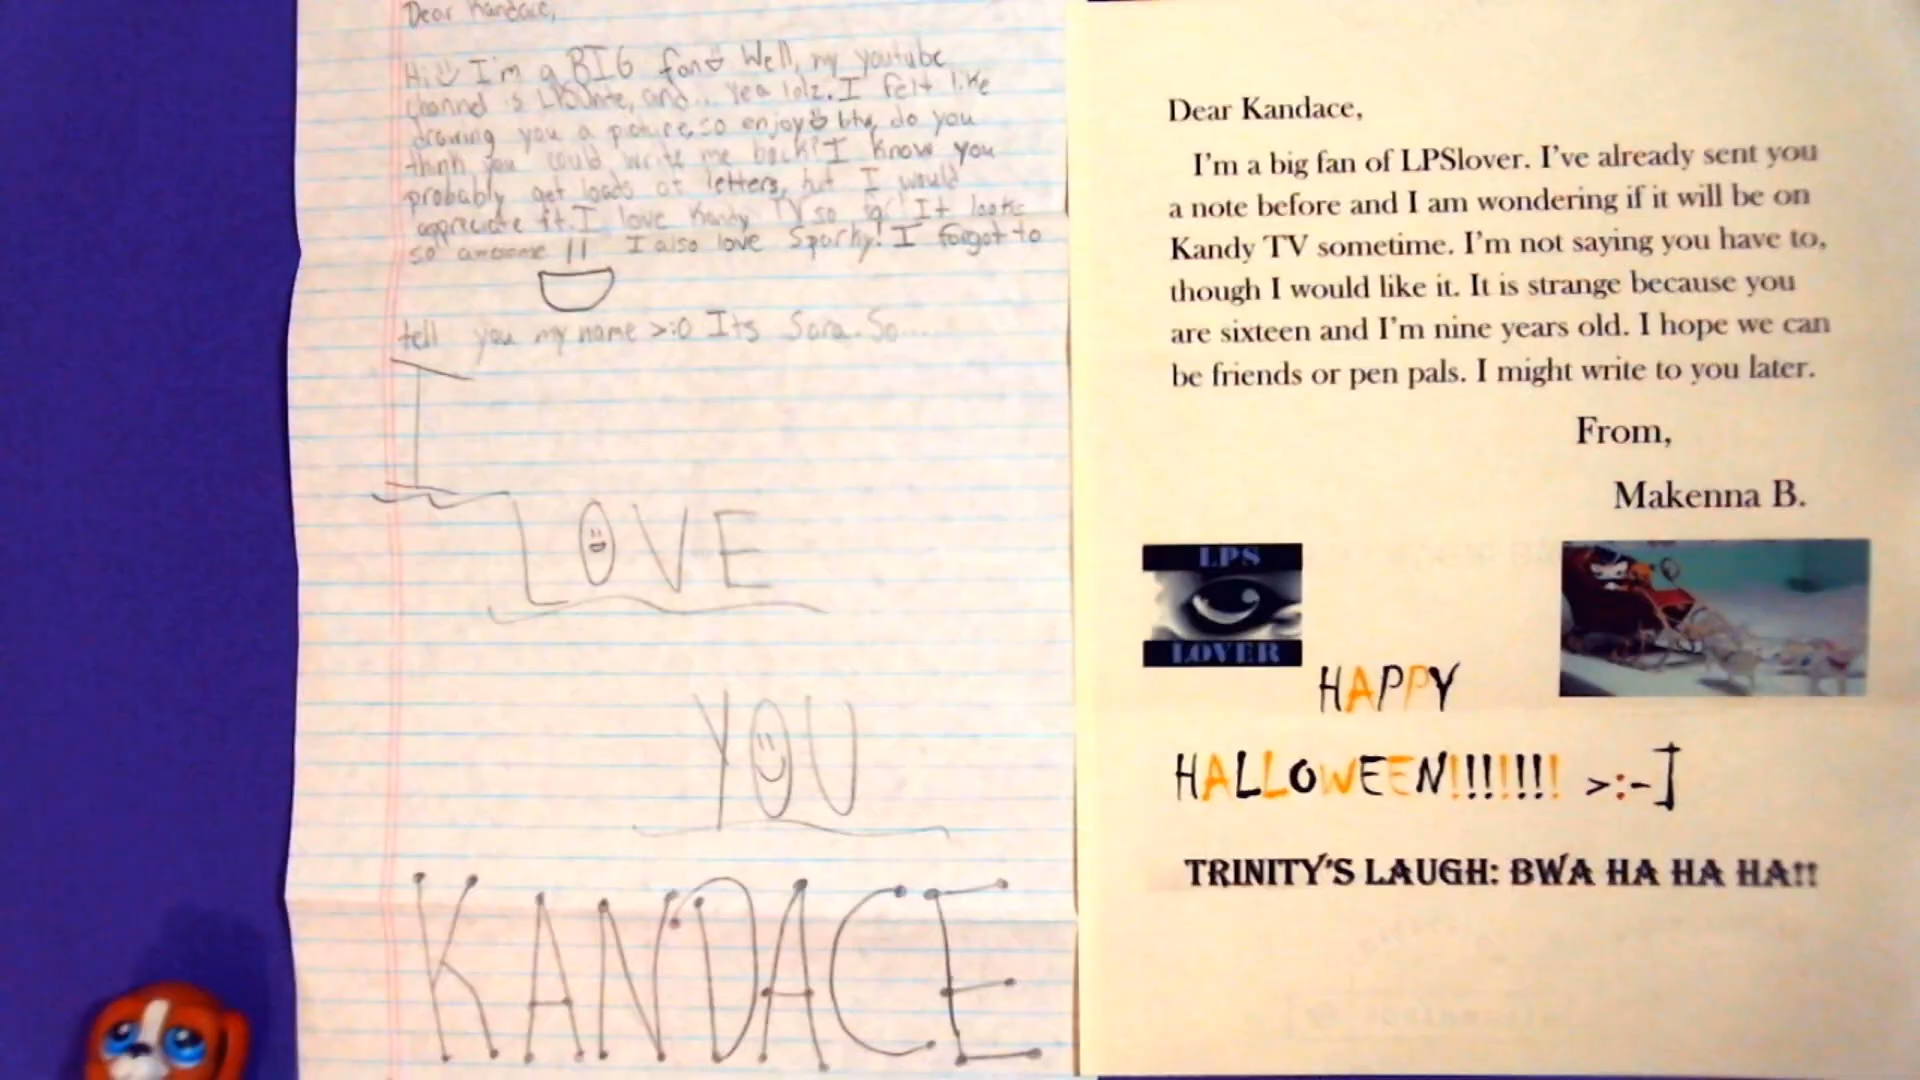 Dear Kandace,
Hi I'm a BIG fan Well, my youtube
channel is and... yea lolz. I felt like
drawing you a picture, so enjoy btw, do you
think you could write me back? I know you
probably get loads of letters, but I would
appreciate it. I love Kandy TV so It looks
so awesome !! I also love Sparky! I forgot to
tell you my name >:O Its Sara. So...
I
LOVE
YOU
KANDACE
Dear Kandace,
I'm a big fan of LPSlover. I've already sent you
a note before and I am wondering if it will be on
Kandy TV sometime. I'm not saying you have to,
though I would like it. It is strange because you
are sixteen and I'm nine years old. I hope we can
be friends or pen pals. I might write to you later.
From,
Makenna B.
LPS
LOVER
HAPPY
HALLOWEEN!!!!!!! >:-]
TRINITY'S LAUGH: BWA HA HA HA!!